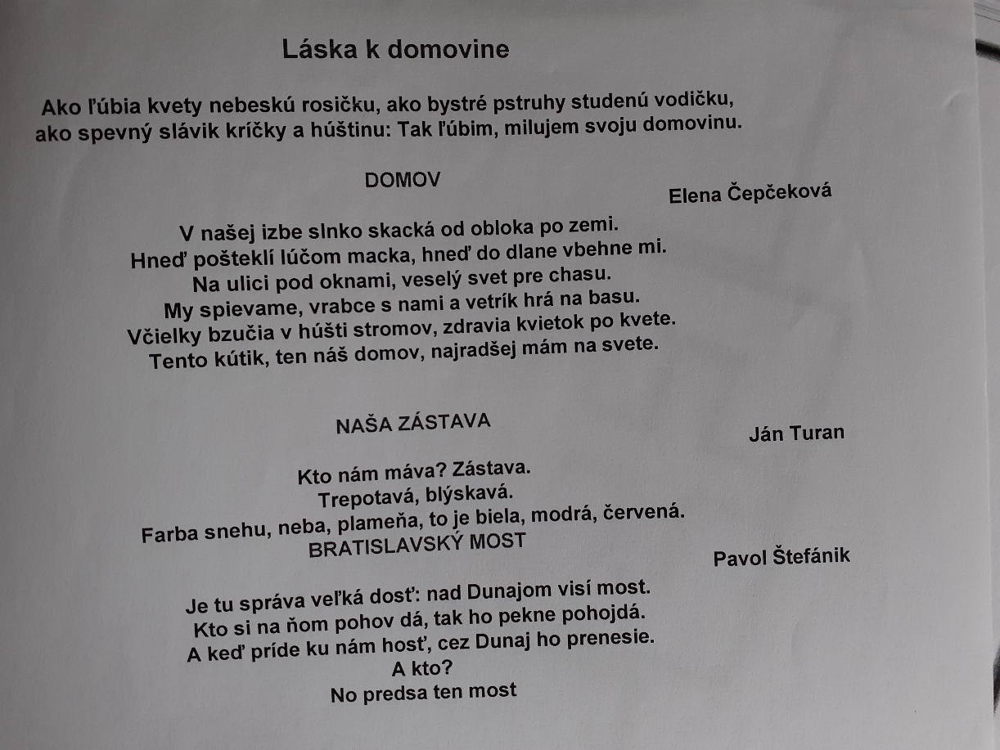 Láska k domovine
Ako ľúbia kvety nebeskú rosičku, ako bystré pstruhy studenú vodičku,
ako spevný slávik kríčky a húštinu: Tak ľúbim, milujem svoju domovinu.
DOMOV
Elena Čepčeková
V našej izbe slnko skacká od obloka po zemi.
Hneď pošteklí lúčom macka, hneď do dlane vbehne mi.
Na ulici pod oknami, veselý svet pre chasu.
My spievame, vrabce s nami a vetrík hrá na basu.
Včielky bzučia v húšti stromov, zdravia kvietok po kvete.
Tento kútik, ten náš domov, najradšej mám na svete.
NAŠA ZÁSTAVA
Ján Turan
Kto nám máva? Zástava.
Trepotavá, blýskavá.
Farba snehu, neba, plameňa, to je biela, modrá, červená.
BRATISLAVSKÝ MOST
Pavol Štefánik
Je tu správa veľká dosť: nad Dunajom visí most.
Kto si na ňom pohov dá, tak ho pekne pohojdá.
A keď príde ku nám hosť, cez Dunaj ho prenesie.
A kto?
No predsa ten most